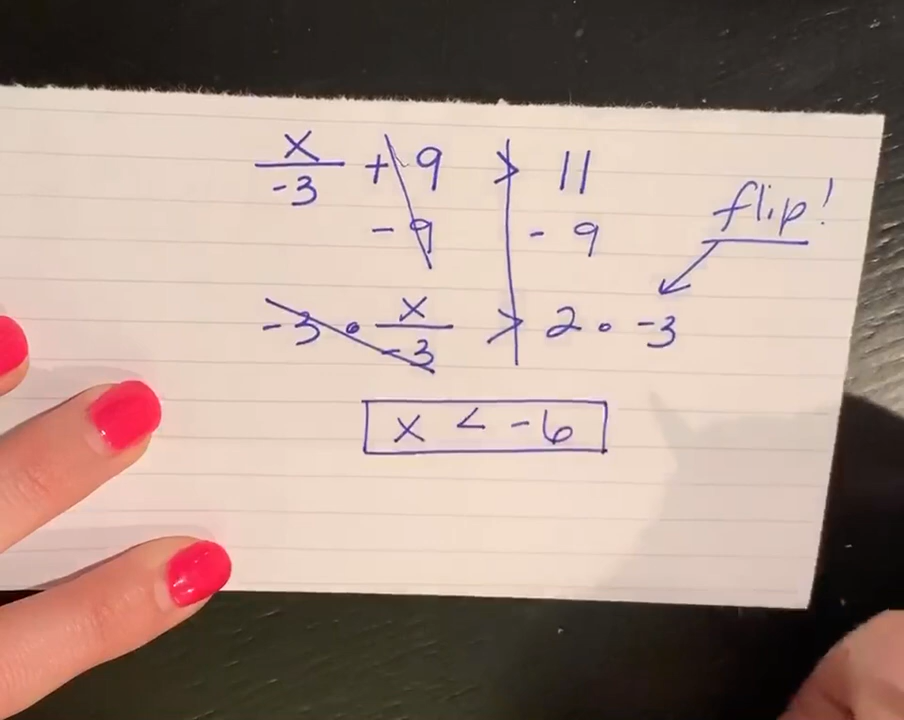 x/-3 + 9 > 11
flip!
- 9 - 9
-3 • x/-3 > 2 • -3
x < -6